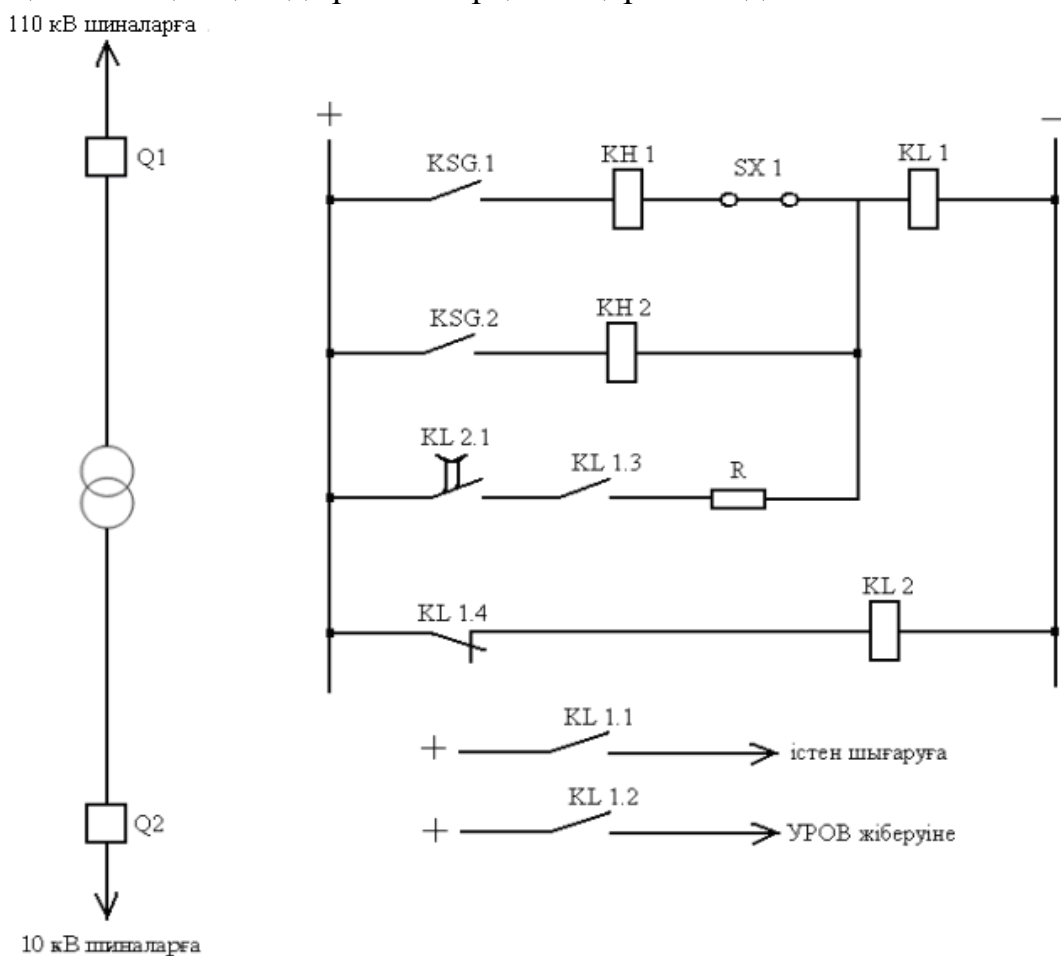 110 кВ шиналарға
Q1
Q2
10 кВ шиналарға
+
−
KSG.1
KH 1
SX 1
KL 1
KSG.2
KH 2
KL 2.1
KL 1.3
R
KL 1.4
KL 2
+ KL 1.1 істен шығаруға
+ KL 1.2 УРОВ жіберуіне